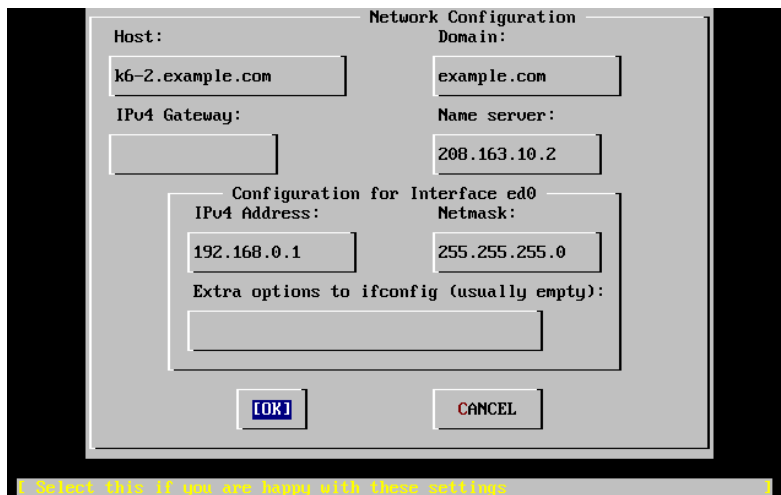 Network Configuration
Host: Domain:
k6-2.example.com example.com
IPv4 Gateway: Name server:
208.163.10.2
Configuration for Interface ed0
IPv4 Address: Netmask:
192.168.0.1 255.255.255.0
Extra options to ifconfig (usually empty):
[OK] CANCEL
[ Select this if you are happy with these settings ]